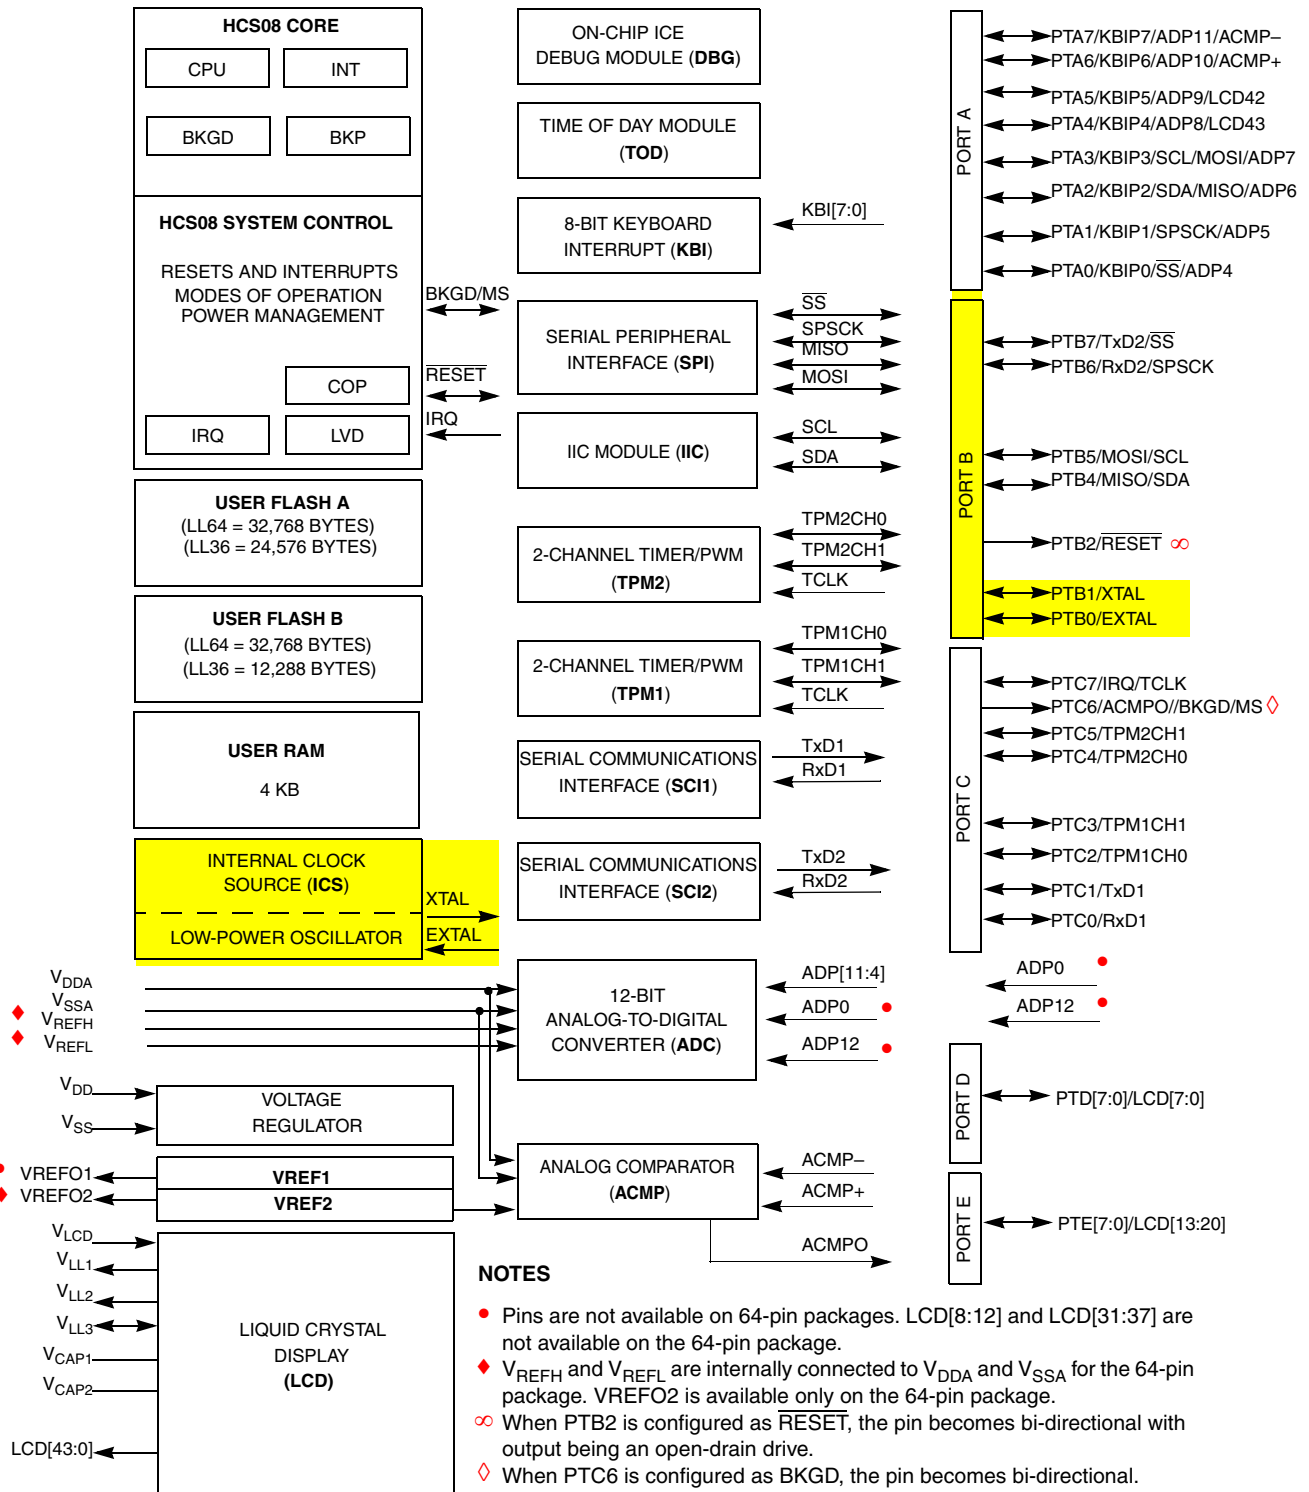 HCS08 CORE
CPU
INT
BKGD
BKP
HCS08 SYSTEM CONTROL
RESETS AND INTERRUPTS
MODES OF OPERATION
POWER MANAGEMENT
COP
IRQ
LVD
BKGD/MS
RESET
IRQ
USER FLASH A
(LL64 = 32,768 BYTES)
(LL36 = 24,576 BYTES)
USER FLASH B
(LL64 = 32,768 BYTES)
(LL36 = 12,288 BYTES)
USER RAM
4 KB
INTERNAL CLOCK
SOURCE (ICS)
LOW-POWER OSCILLATOR
XTAL
EXTAL
VDDA
VSSA
♦ VREFH
♦ VREFL
VDD
VSS
VOLTAGE
REGULATOR
• VREFO1
♦ VREFO2
VREF1
VREF2
VLCD
VLL1
VLL2
VLL3
VCAP1
VCAP2
LCD[43:0]
LIQUID CRYSTAL
DISPLAY
(LCD)
ON-CHIP ICE
DEBUG MODULE (DBG)
TIME OF DAY MODULE
(TOD)
8-BIT KEYBOARD
INTERRUPT (KBI)
KBI[7:0]
SERIAL PERIPHERAL
INTERFACE (SPI)
SS
SPSCK
MISO
MOSI
IIC MODULE (IIC)
SCL
SDA
2-CHANNEL TIMER/PWM
(TPM2)
TPM2CH0
TPM2CH1
TCLK
2-CHANNEL TIMER/PWM
(TPM1)
TPM1CH0
TPM1CH1
TCLK
SERIAL COMMUNICATIONS
INTERFACE (SCI1)
TxD1
RxD1
SERIAL COMMUNICATIONS
INTERFACE (SCI2)
TxD2
RxD2
12-BIT
ANALOG-TO-DIGITAL
CONVERTER (ADC)
ADP[11:4]
ADP0 •
ADP12 •
ANALOG COMPARATOR
(ACMP)
ACMP–
ACMP+
ACMPO
PORT A
PTA7/KBIP7/ADP11/ACMP–
PTA6/KBIP6/ADP10/ACMP+
PTA5/KBIP5/ADP9/LCD42
PTA4/KBIP4/ADP8/LCD43
PTA3/KBIP3/SCL/MOSI/ADP7
PTA2/KBIP2/SDA/MISO/ADP6
PTA1/KBIP1/SPSCK/ADP5
PTA0/KBIP0/SS/ADP4
PORT B
PTB7/TxD2/SS
PTB6/RxD2/SPSCK
PTB5/MOSI/SCL
PTB4/MISO/SDA
PTB2/RESET ∞
PTB1/XTAL
PTB0/EXTAL
PORT C
PTC7/IRQ/TCLK
PTC6/ACMPO//BKGD/MS ◊
PTC5/TPM2CH1
PTC4/TPM2CH0
PTC3/TPM1CH1
PTC2/TPM1CH0
PTC1/TxD1
PTC0/RxD1
ADP0 •
ADP12 •
PORT D
PTD[7:0]/LCD[7:0]
PORT E
PTE[7:0]/LCD[13:20]
NOTES
• Pins are not available on 64-pin packages. LCD[8:12] and LCD[31:37] are
not available on the 64-pin package.
♦ VREFH and VREFL are internally connected to VDDA and VSSA for the 64-pin
package. VREFO2 is available only on the 64-pin package.
∞ When PTB2 is configured as RESET, the pin becomes bi-directional with
output being an open-drain drive.
◊ When PTC6 is configured as BKGD, the pin becomes bi-directional.